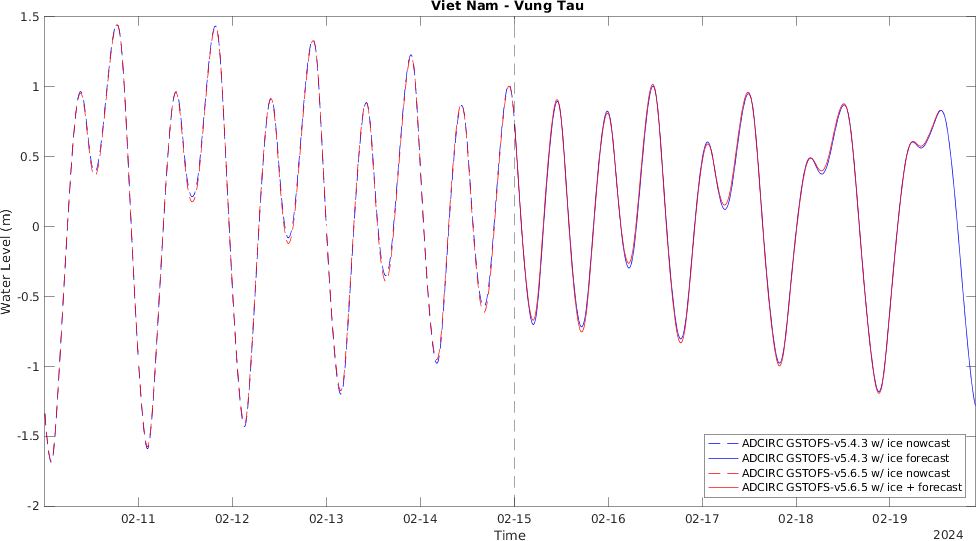 Viet Nam - Vung Tau
1.5
1
0.5
0
-0.5
-1
-1.5
-2
Water Level (m)
ADCIRC GSTOFS-v5.4.3 w/ ice nowcast
ADCIRC GSTOFS-v5.4.3 w/ ice forecast
ADCIRC GSTOFS-v5.6.5 w/ ice nowcast
ADCIRC GSTOFS-v5.6.5 w/ ice + forecast
02-11 02-12 02-13 02-14 02-15 02-16 02-17 02-18 02-19
Time
2024